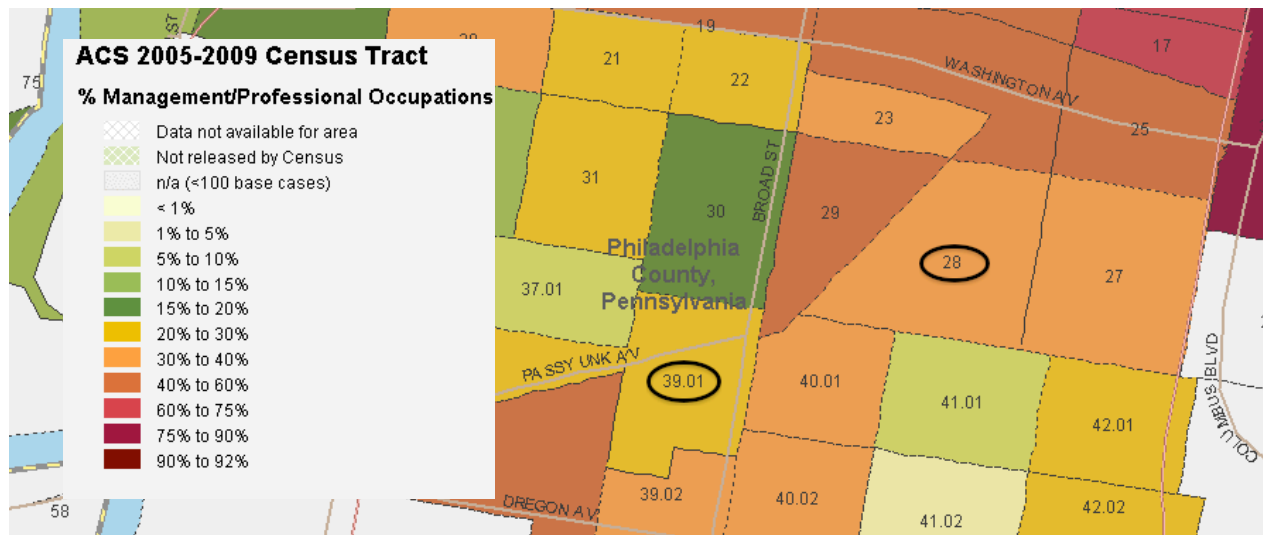 ACS 2005-2009 Census Tract
% Management/Professional Occupations
Data not available for area
Not released by Census
n/a (<100 base cases)
< 1%
1% to 5%
5% to 10%
10% to 15%
15% to 20%
20% to 30%
30% to 40%
40% to 60%
60% to 75%
75% to 90%
90% to 92%
ST
19
17
75
21
22
WASHINGTON AV
23
25
31
BROAD ST
30
29
Philadelphia
County,
Pennsylvania
28
27
37.01
PASSYUNK AV
39.01
40.01
41.01
42.01
COLUMBUS BLVD
39.02
40.02
41.02
42.02
OREGON AV
58